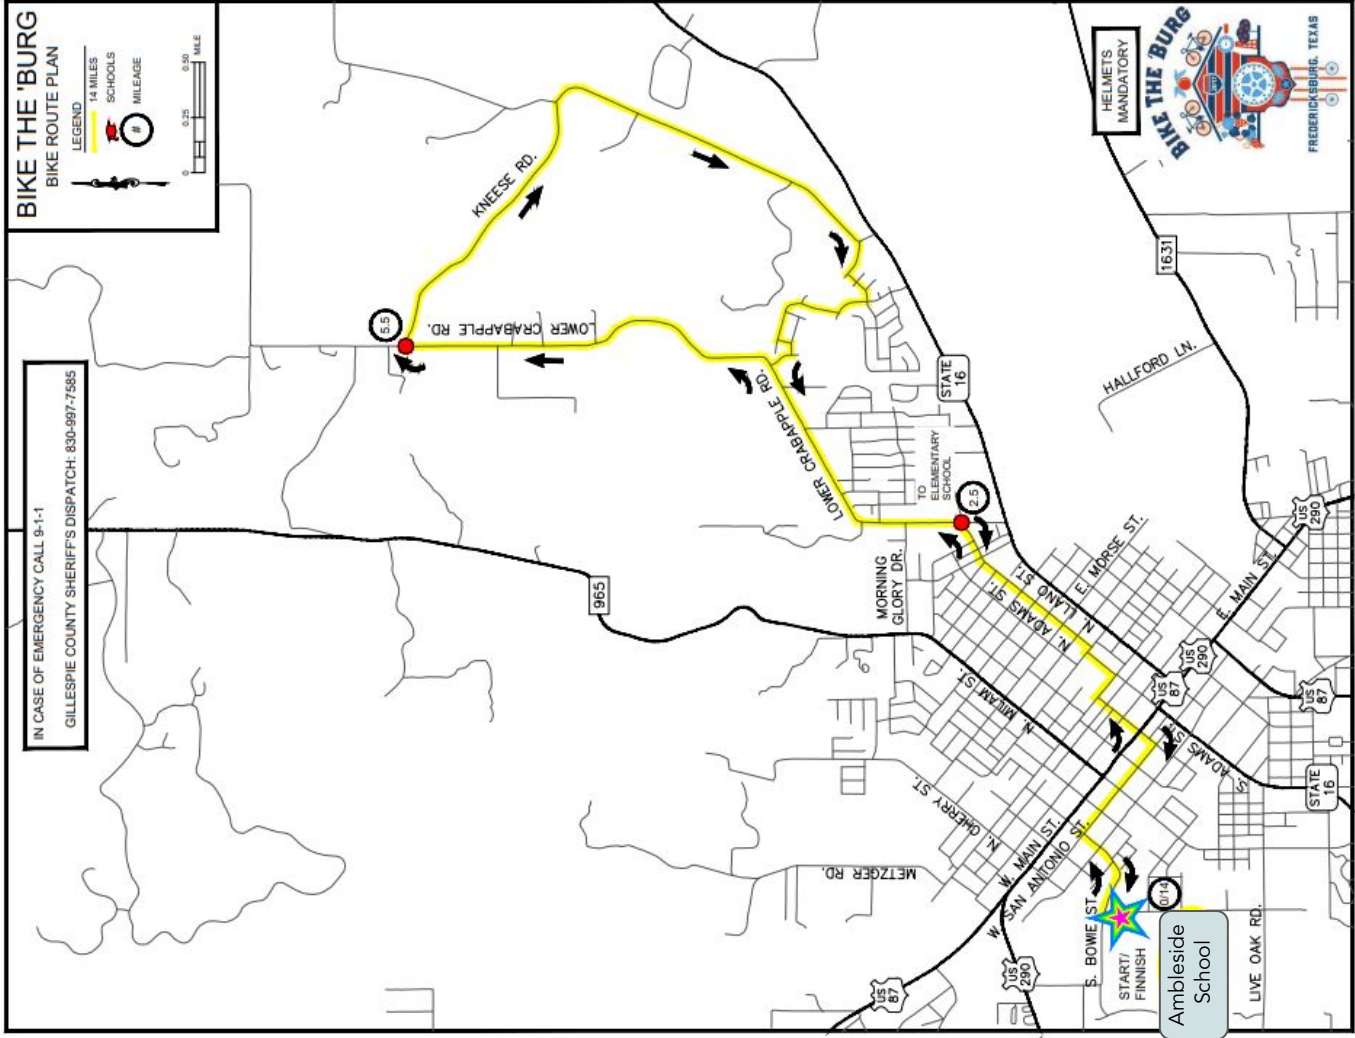 BIKE THE 'BURG
BIKE ROUTE PLAN
LEGEND
14 MILES
SCHOOLS
#
MILEAGE
0
0.25
0.50
MILE
IN CASE OF EMERGENCY CALL 9-1-1
GILLESPIE COUNTY SHERIFF'S DISPATCH: 830-997-7585
HELMETS
MANDATORY
BIKE THE 'BURG
FREDERICKSBURG, TEXAS
KNEESE RD.
5.5
LOWER CRABAPPLE RD.
LOWER CRABAPPLE RD.
STATE
16
1631
HALLFORD LN.
TO
ELEMENTARY
SCHOOL
2.5
965
MORNING
GLORY DR.
N. ADAMS ST.
N. LLANO ST.
E. MORSE ST.
E. MAIN ST.
US
290
US
290
US
87
US
87
N. MILAM ST.
N. CHERRY ST.
METZGER RD.
W. MAIN ST.
W. SAN ANTONIO ST.
S. ADAMS ST.
STATE
16
S. BOWIE ST.
START/
FINNISH
0/14
LIVE OAK RD.
US
87
US
290
Ambleside
School